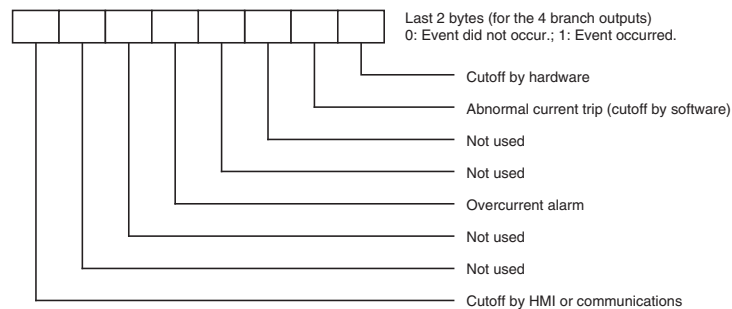 Last 2 bytes (for the 4 branch outputs)
0: Event did not occur.; 1: Event occurred.
Cutoff by hardware
Abnormal current trip (cutoff by software)
Not used
Not used
Overcurrent alarm
Not used
Not used
Cutoff by HMI or communications